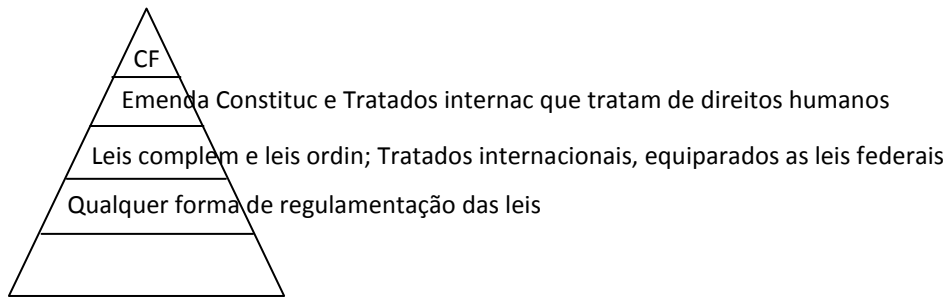 CF
Emenda Constituc e Tratados internac que tratam de direitos humanos
Leis complem e leis ordin; Tratados internacionais, equiparados as leis federais
Qualquer forma de regulamentação das leis